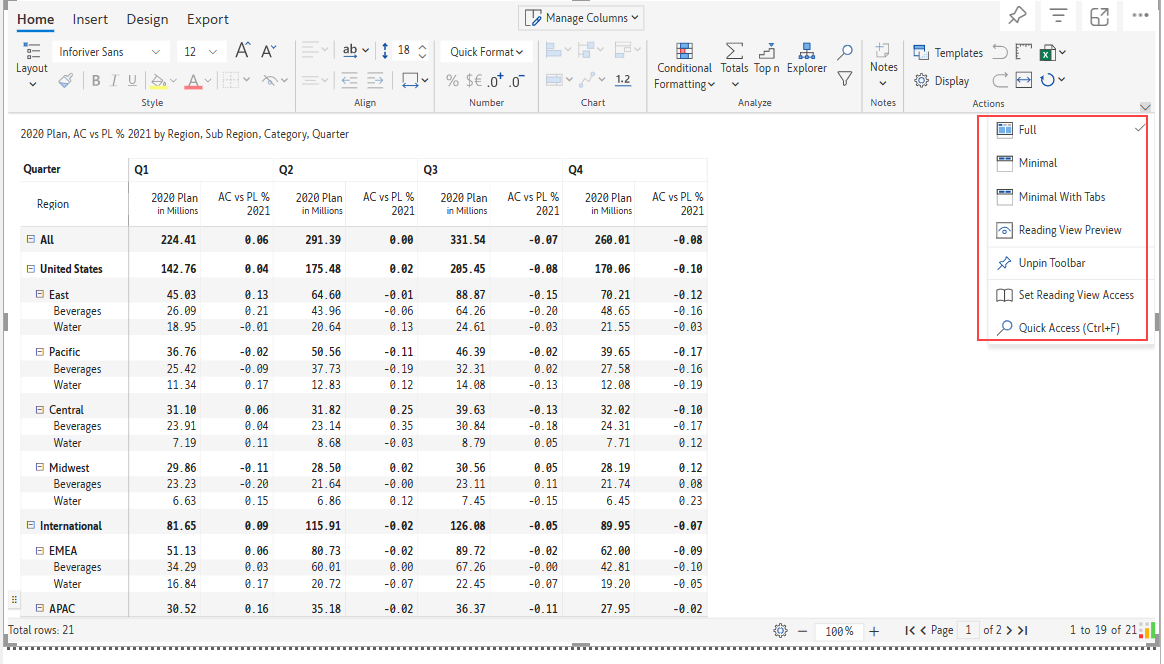 Home Insert Design Export Manage Columns
Inforiver Sans 12 A A ab 18 Quick Format
Layout Conditional Formatting Totals Top n Explorer Notes Templates
B I U A % $€ .0+ .0- 1.2 Display
Style Align Number Chart Analyze Notes Actions
2020 Plan, AC vs PL % 2021 by Region, Sub Region, Category, Quarter
Full
Minimal
Minimal With Tabs
Reading View Preview
Unpin Toolbar
Set Reading View Access
Quick Access (Ctrl+F)
Quarter Q1 Q2 Q3 Q4
Region 2020 Plan in Millions AC vs PL % 2021 2020 Plan in Millions AC vs PL % 2021 2020 Plan in Millions AC vs PL % 2021 2020 Plan in Millions AC vs PL % 2021
All 224.41 0.06 291.39 0.00 331.54 -0.07 260.01 -0.08
United States 142.76 0.04 175.48 0.02 205.45 -0.08 170.06 -0.10
East 45.03 0.13 64.60 -0.01 88.87 -0.15 70.21 -0.12
Beverages 26.09 0.21 43.96 -0.06 64.26 -0.20 48.65 -0.16
Water 18.95 -0.01 20.64 0.13 24.61 -0.03 21.55 -0.03
Pacific 36.76 -0.02 50.56 -0.11 46.39 -0.02 39.65 -0.17
Beverages 25.42 -0.09 37.73 -0.19 32.31 0.02 27.58 -0.16
Water 11.34 0.17 12.83 0.12 14.08 -0.13 12.08 -0.19
Central 31.10 0.06 31.82 0.25 39.63 -0.13 32.02 -0.10
Beverages 23.91 0.04 23.14 0.35 30.84 -0.18 24.31 -0.17
Water 7.19 0.11 8.68 -0.03 8.79 0.05 7.71 0.12
Midwest 29.86 -0.11 28.50 0.02 30.56 0.05 28.19 0.12
Beverages 23.23 -0.20 21.64 -0.00 23.11 0.11 21.74 0.08
Water 6.63 0.15 6.86 0.12 7.45 -0.15 6.45 0.23
International 81.65 0.09 115.91 -0.02 126.08 -0.05 89.95 -0.07
EMEA 51.13 0.06 80.73 -0.02 89.72 -0.02 62.00 -0.09
Beverages 34.29 0.03 60.01 0.00 67.26 -0.00 42.81 -0.10
Water 16.84 0.17 20.72 -0.07 22.45 -0.07 19.20 -0.05
APAC 30.52 0.16 35.18 -0.02 36.37 -0.11 27.95 -0.02
Total rows: 21 100% Page 1 of 2 1 to 19 of 21